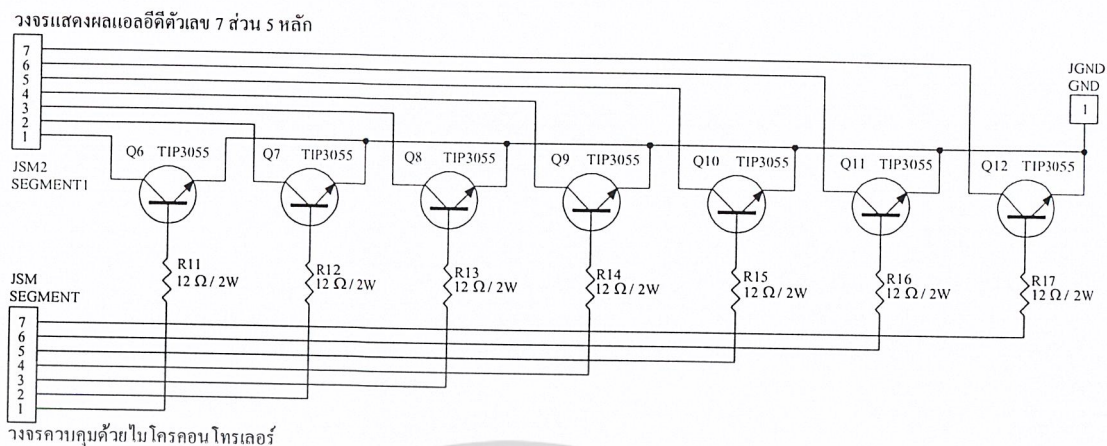 วงจรแสดงผลแอลอีดีตัวเลข 7 ส่วน 5 หลัก
7
6
5
4
3
2
1
JSM2
SEGMENT1
JGND
GND
1
Q6 TIP3055
Q7 TIP3055
Q8 TIP3055
Q9 TIP3055
Q10 TIP3055
Q11 TIP3055
Q12 TIP3055
R11
12 Ω / 2W
R12
12 Ω / 2W
R13
12 Ω / 2W
R14
12 Ω / 2W
R15
12 Ω / 2W
R16
12 Ω / 2W
R17
12 Ω / 2W
JSM
SEGMENT
7
6
5
4
3
2
1
วงจรควบคุมด้วยไมโครคอนโทรเลอร์